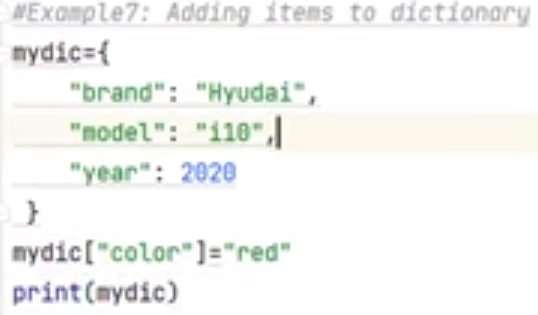 #Example7: Adding items to dictionary
mydic={
    "brand": "Hyudai",
    "model": "i10",
    "year": 2020
 }
mydic["color"]="red"
print(mydic)